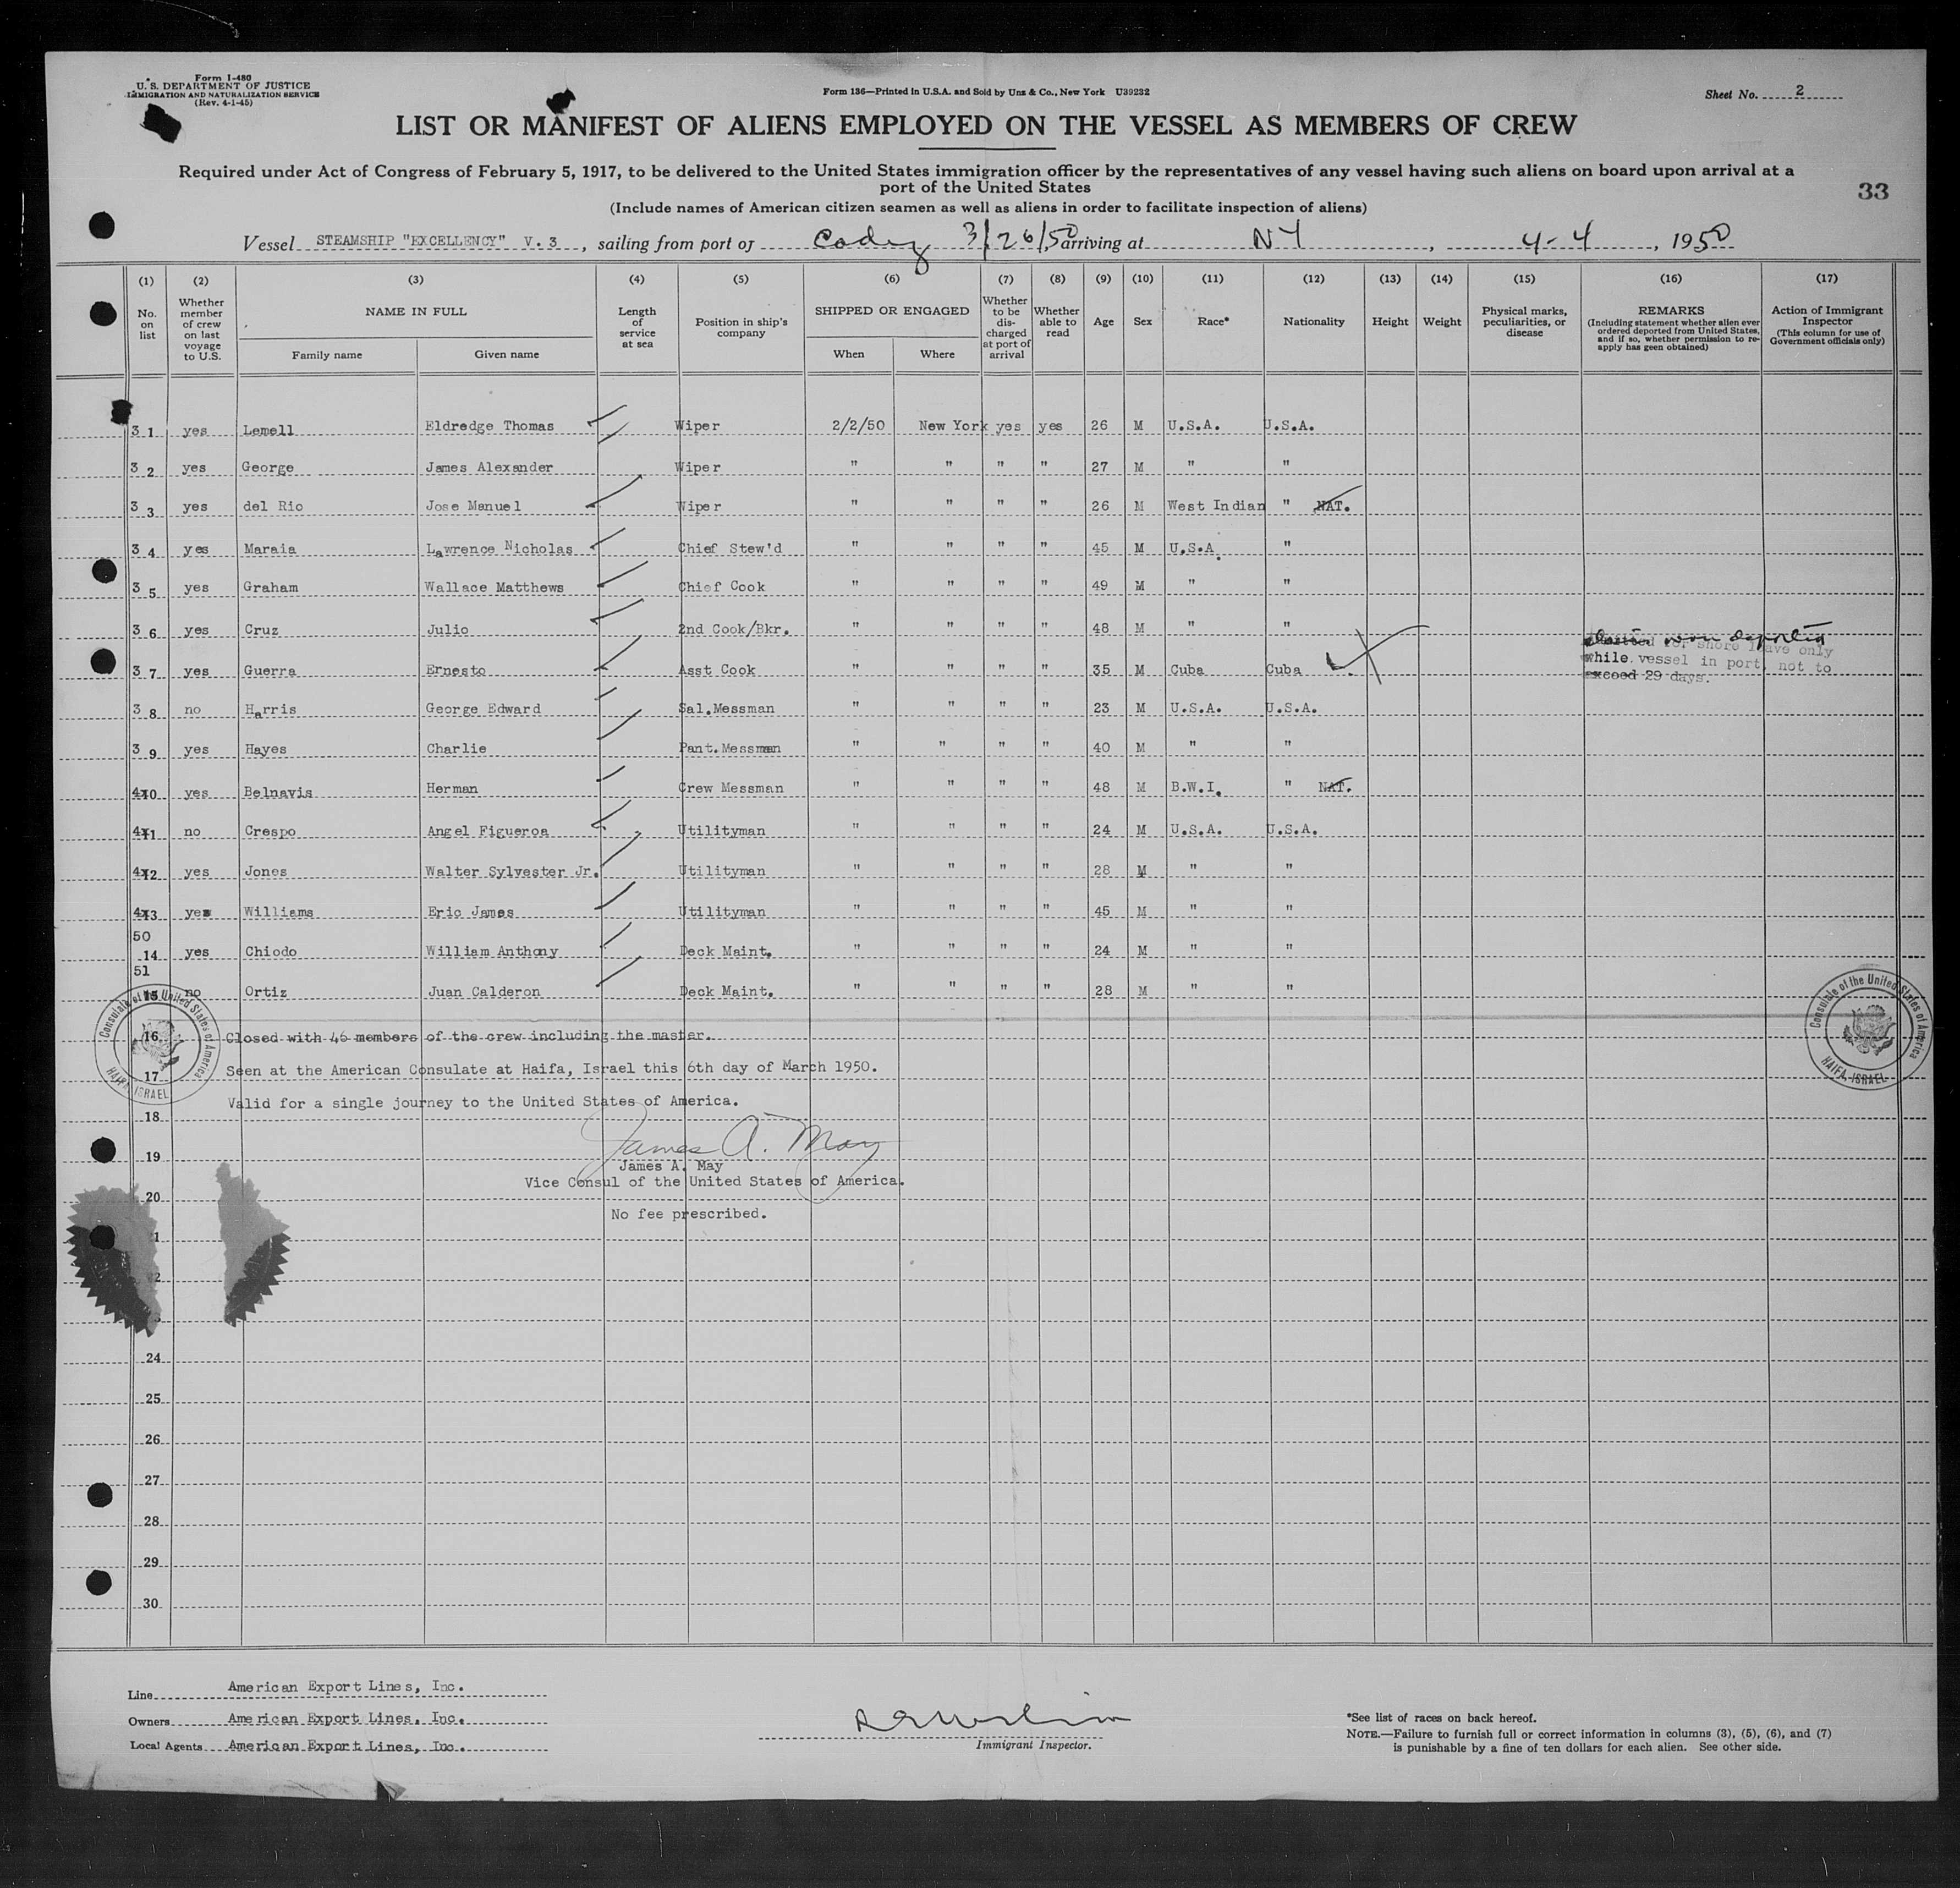 Form I-480
U. S. DEPARTMENT OF JUSTICE
IMMIGRATION AND NATURALIZATION SERVICE
(Rev. 4-1-45)
Form 136—Printed in U.S.A. and Sold by Unz & Co., New York U39232
Sheet No. 2
LIST OR MANIFEST OF ALIENS EMPLOYED ON THE VESSEL AS MEMBERS OF CREW
Required under Act of Congress of February 5, 1917, to be delivered to the United States immigration officer by the representatives of any vessel having such aliens on board upon arrival at a
port of the United States
33
(Include names of American citizen seamen as well as aliens in order to facilitate inspection of aliens)
Vessel STEAMSHIP "EXCELLENCY" V. 3, sailing from port of Cadiz 3/26/50 arriving at NY, 4-4, 1950
(1) (2) (3) (4) (5) (6) (7) (8) (9) (10) (11) (12) (13) (14) (15) (16) (17)
No. on list
Whether member of crew on last voyage to U.S.
NAME IN FULL
Family name Given name
Length of service at sea
Position in ship's company
SHIPPED OR ENGAGED
When Where
Whether to be discharged at port of arrival
Whether able to read
Age
Sex
Race*
Nationality
Height
Weight
Physical marks, peculiarities, or disease
REMARKS
(Including statement whether alien ever ordered deported from United States, and if so, whether permission to re-apply has geen obtained)
Action of Immigrant Inspector
(This column for use of Government officials only)
3 1 yes Lemell Eldredge Thomas Wiper 2/2/50 New York yes yes 26 M U.S.A. U.S.A.
3 2 yes George James Alexander Wiper " " " " 27 M " "
3 3 yes del Rio Jose Manuel Wiper " " " " 26 M West Indian " NAT.
3 4 yes Maraia Lawrence Nicholas Chief Stew'd " " " " 45 M U.S.A. "
3 5 yes Graham Wallace Matthews Chief Cook " " " " 49 M " "
3 6 yes Cruz Julio 2nd Cook/Bkr. " " " " 48 M " "
3 7 yes Guerra Ernesto Asst Cook " " " " 35 M Cuba Cuba
deported
for shore leave only
while vessel in port, not to
exceed 29 days.
3 8 no Harris George Edward Sal.Messman " " " " 23 M U.S.A. U.S.A.
3 9 yes Hayes Charlie Pant.Messman " " " " 40 M " "
4x0 yes Belnavis Herman Crew Messman " " " " 48 M B.W.I. " NAT.
4x1 no Crespo Angel Figueroa Utilityman " " " " 24 M U.S.A. U.S.A.
4x2 yes Jones Walter Sylvester Jr. Utilityman " " " " 28 M " "
4x3 yes Williams Eric James Utilityman " " " " 45 M " "
50
14 yes Chiodo William Anthony Deck Maint. " " " " 24 M " "
51
15 no Ortiz Juan Calderon Deck Maint. " " " " 28 M " "
Consulate of the United States of America
HAIFA, ISRAEL
Consulate of the United States of America
HAIFA, ISRAEL
16 Closed with 46 members of the crew including the master.
17 Seen at the American Consulate at Haifa, Israel this 6th day of March 1950.
Valid for a single journey to the United States of America.
18
James A. May
19
James A. May
Vice Consul of the United States of America.
20
No fee prescribed.
24
25
26
27
28
29
30
Line American Export Lines, Inc.
Owners American Export Lines, Inc.
Local Agents American Export Lines, Inc.
Immigrant Inspector.
*See list of races on back hereof.
NOTE.—Failure to furnish full or correct information in columns (3), (5), (6), and (7)
is punishable by a fine of ten dollars for each alien. See other side.